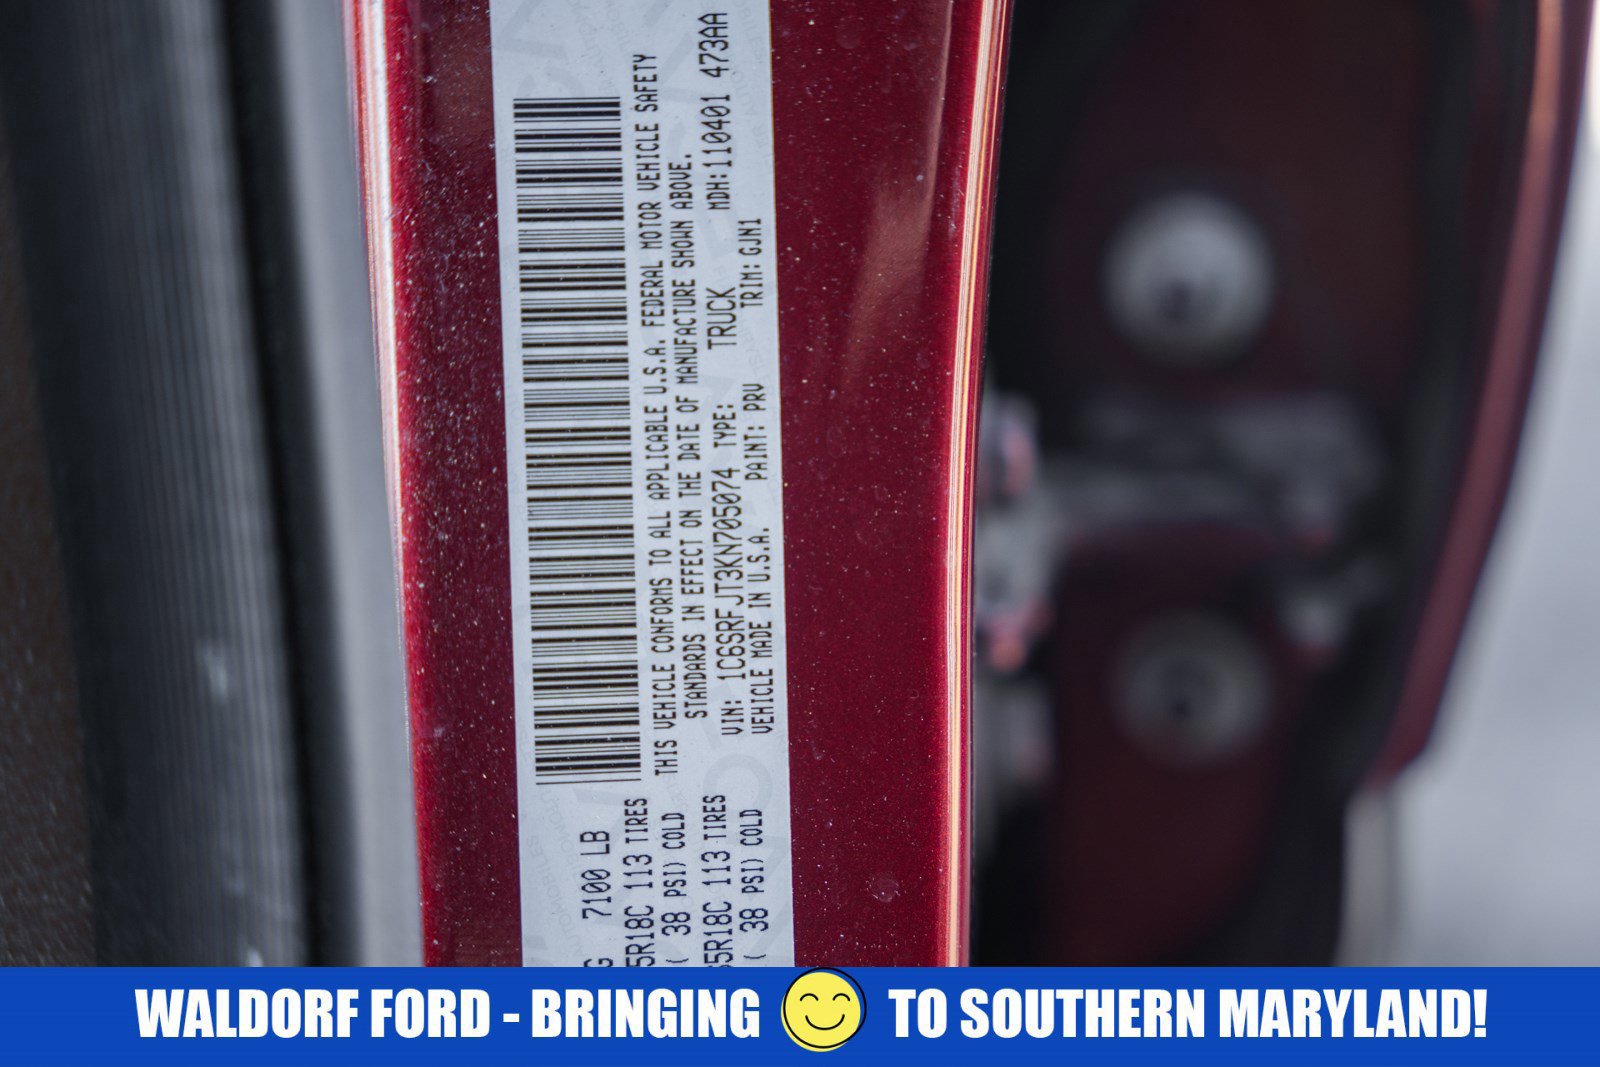 7100 LB
5R18C 113 TIRES
( 38 PSI) COLD
5R18C 113 TIRES
( 38 PSI) COLD
THIS VEHICLE CONFORMS TO ALL APPLICABLE U.S.A. FEDERAL MOTOR VEHICLE SAFETY
STANDARDS IN EFFECT ON THE DATE OF MANUFACTURE SHOWN ABOVE.
VIN: 1C6SRFJT3KN705074 TYPE: TRUCK MDH: 110401 473AA
VEHICLE MADE IN U.S.A. PAINT: PRV TRIM: GJN1
WALDORF FORD - BRINGING TO SOUTHERN MARYLAND!